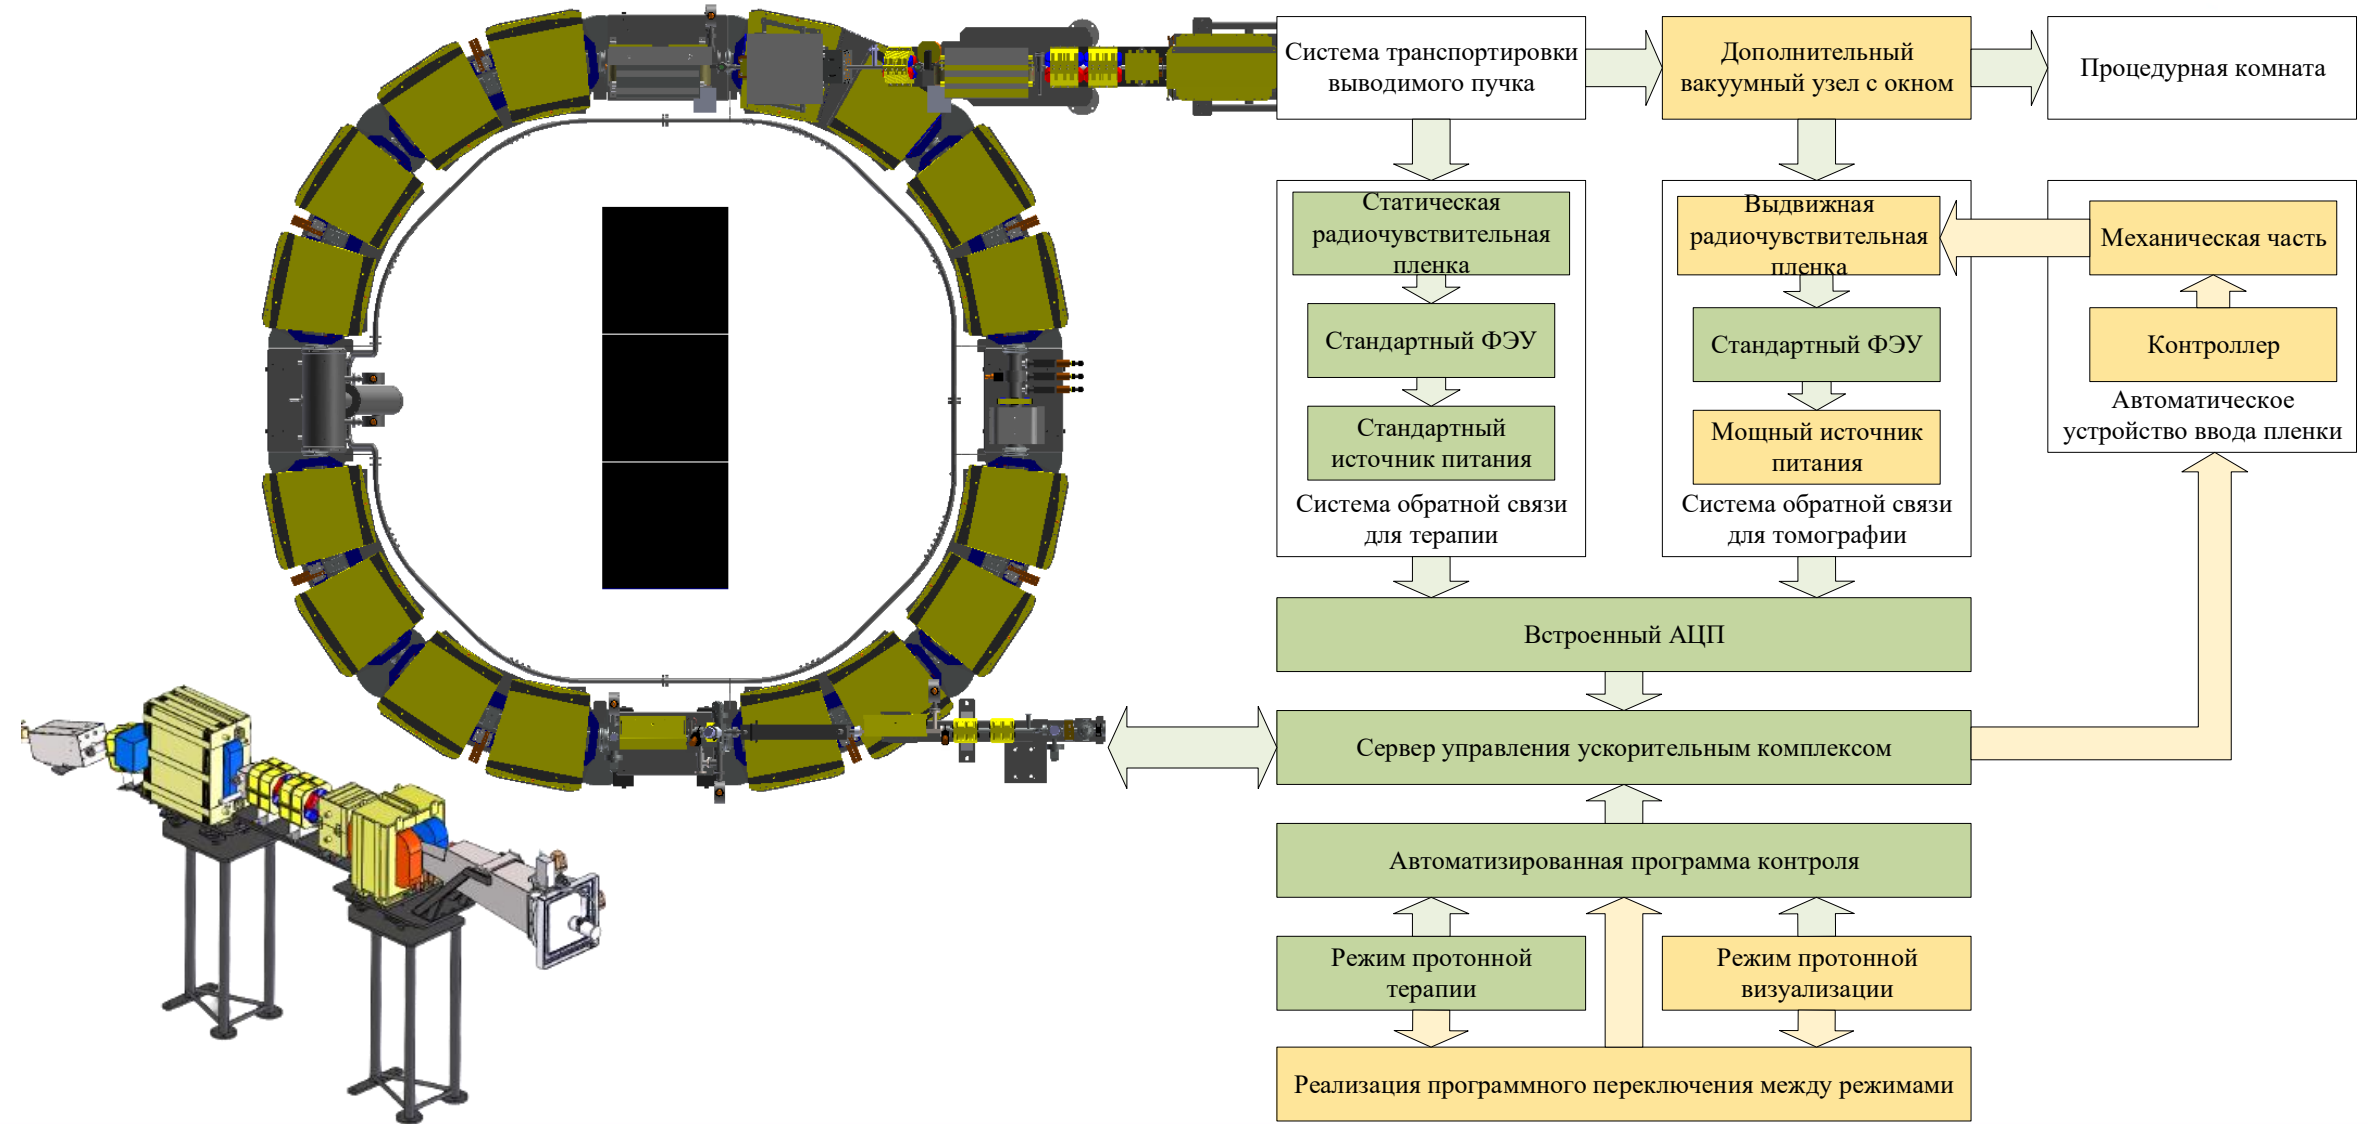 Система транспортировки
выводимого пучка
Дополнительный
вакуумный узел с окном
Процедурная комната
Статическая
радиочувствительная
пленка
Стандартный ФЭУ
Стандартный
источник питания
Система обратной связи
для терапии
Выдвижная
радиочувствительная
пленка
Стандартный ФЭУ
Мощный источник
питания
Система обратной связи
для томографии
Механическая часть
Контроллер
Автоматическое
устройство ввода пленки
Встроенный АЦП
Сервер управления ускорительным комплексом
Автоматизированная программа контроля
Режим протонной
терапии
Режим протонной
визуализации
Реализация программного переключения между режимами